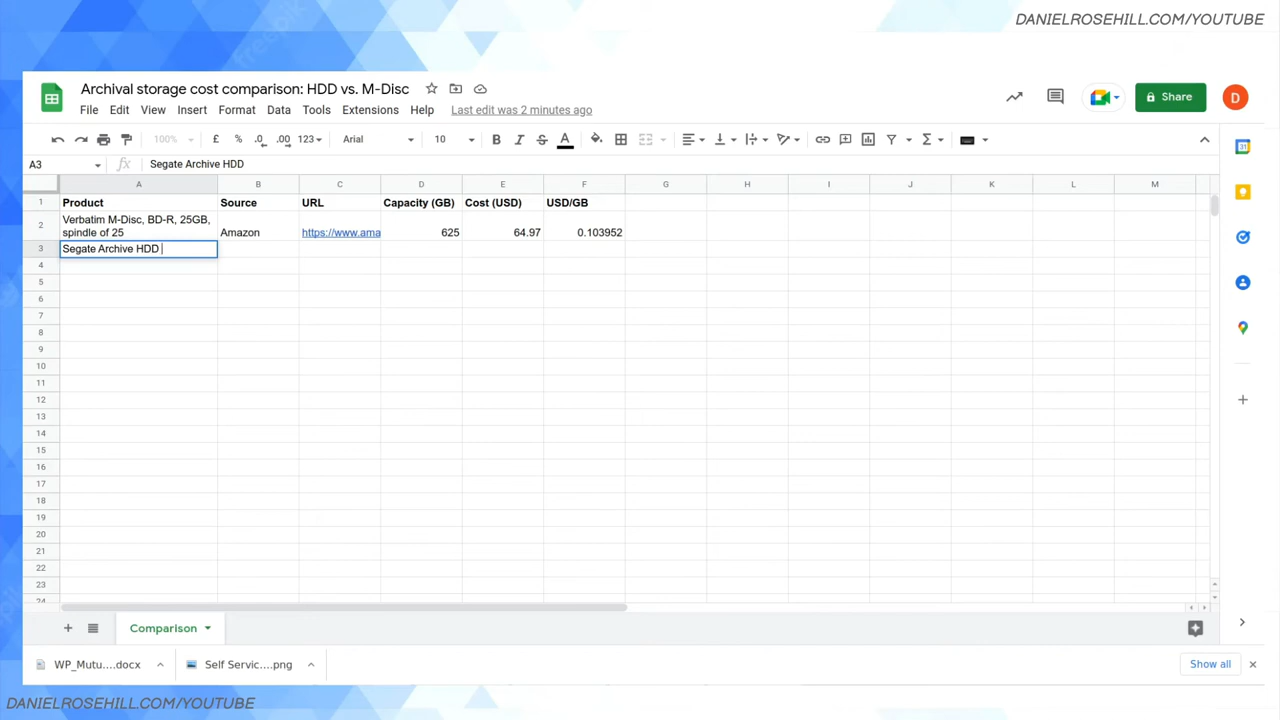 DANIELROSEHILL.COM/YOUTUBE
Archival storage cost comparison: HDD vs. M-Disc
File Edit View Insert Format Data Tools Extensions Help Last edit was 2 minutes ago
Share
D
100% £ % .0 .00 123 Arial 10 B I S A
A3 fx Segate Archive HDD
A B C D E F G H I J K L M
1 Product Source URL Capacity (GB) Cost (USD) USD/GB
2 Verbatim M-Disc, BD-R, 25GB, spindle of 25 Amazon https://www.ama 625 64.97 0.103952
3 Segate Archive HDD
4
5
6
7
8
9
10
11
12
13
14
15
16
17
18
19
20
21
22
23
24
Comparison
WP_Mutu....docx Self Servic....png Show all
DANIELROSEHILL.COM/YOUTUBE